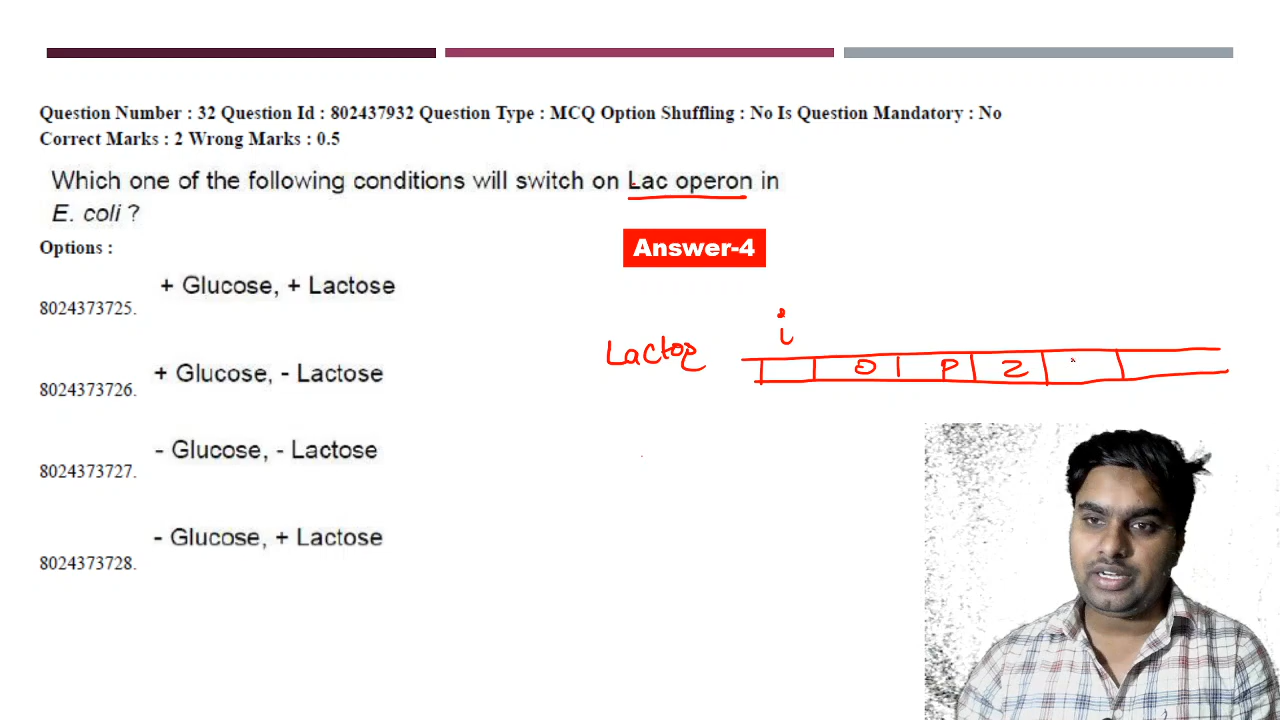 Question Number : 32 Question Id : 802437932 Question Type : MCQ Option Shuffling : No Is Question Mandatory : No
Correct Marks : 2 Wrong Marks : 0.5
Which one of the following conditions will switch on Lac operon in
E. coli ?
Options :
Answer-4
+ Glucose, + Lactose
8024373725.
i
Lactop
O P Z
+ Glucose, - Lactose
8024373726.
- Glucose, - Lactose
8024373727.
- Glucose, + Lactose
8024373728.